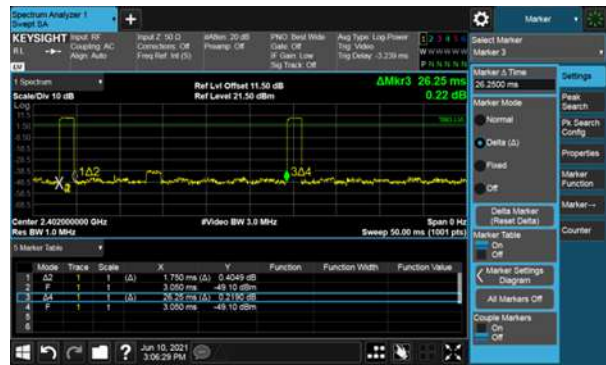 Spectrum Analyzer 1
Swept SA
Marker
KEYSIGHT Input: RF Input Z: 50 Ω #Atten: 20 dB PNO: Best Wide Avg Type: Log-Power 1 2 3 4 5 6
RL Coupling: AC Corrections: Off Preamp: Off Gate: Off Trig: Video W W W W W W
Align: Auto Freq Ref: Int (S) IF Gain: Low Trig Delay: -3.239 ms P N N N N N
Sig Track: Off
Select Marker
Marker 3
1 Spectrum
Scale/Div 10 dB
Ref Lvl Offset 11.50 dB
Ref Level 21.50 dBm
ΔMkr3 26.25 ms
0.22 dB
Log
11.5
1.50
1Δ2
3Δ4
Center 2.402000000 GHz
Res BW 1.0 MHz
#Video BW 3.0 MHz
Span 0 Hz
Sweep 50.00 ms (1001 pts)
5 Marker Table
Mode Trace Scale X Y Function Function Width Function Value
1 Δ2 1 t (Δ) 1.750 ms (Δ) 0.4049 dB
2 F 1 t 3.050 ms -49.10 dBm
3 Δ4 1 t (Δ) 26.25 ms (Δ) 0.2190 dB
4 F 1 t 3.050 ms -49.10 dBm
5
6
Marker Δ Time
26.2500 ms
Marker Mode
Normal
Delta (Δ)
Fixed
Off
Delta Marker
(Reset Delta)
Marker Table
On
Off
Marker Settings
Diagram
All Markers Off
Couple Markers
On
Off
Settings
Peak
Search
Pk Search
Config
Properties
Marker
Function
Marker→
Counter
? Jun 10, 2021
3:06:29 PM